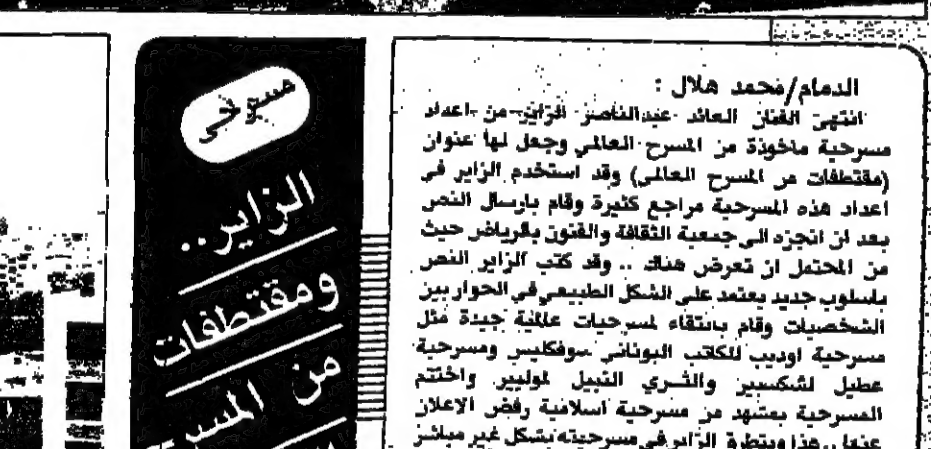 مسرحى
الزاير..
ومقتطفات
من المسرح
الدمام/محمد هلال :
انتهى الفنان العائد عبدالناصر الزاير من اعداد
مسرحية ماخوذة من المسرح العالمي وجعل لها عنوان
(مقتطفات من المسرح العالمى) وقد استخدم الزاير في
اعداد هذه المسرحية مراجع كثيرة وقام بارسال النص
بعد ان انجزه الى جمعية الثقافة والفنون بالرياض حيث
من المحتمل ان تعرض هناك .. وقد كتب الزاير النص
باسلوب جديد يعتمد على الشكل الطبيعي في الحوار بين
الشخصيات وقام بانتقاء لمسرحيات عالمية جيدة مثل
مسرحية اوديب للكاتب اليوناني سوفكليس ومسرحية
عطيل لشكسبير والثري النبيل لموليير واختتم
المسرحية بمشهد من مسرحية اسلامية رفض الاعلان
عنها .. هذا ويتطرق الزاير في مسرحيته بشكل غير مباشر